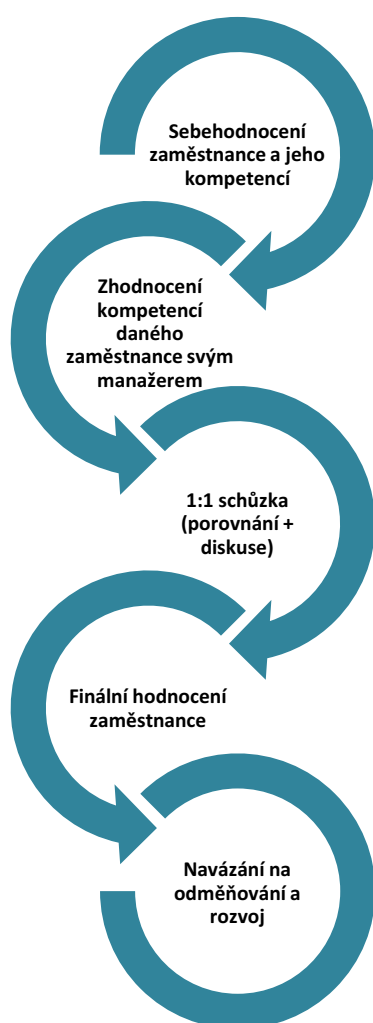 Sebehodnocení
zaměstnance a jeho
kompetencí
Zhodnocení
kompetencí
daného
zaměstnance svým
manažerem
1:1 schůzka
(porovnání +
diskuse)
Finální hodnocení
zaměstnance
Navázání na
odměňování a
rozvoj